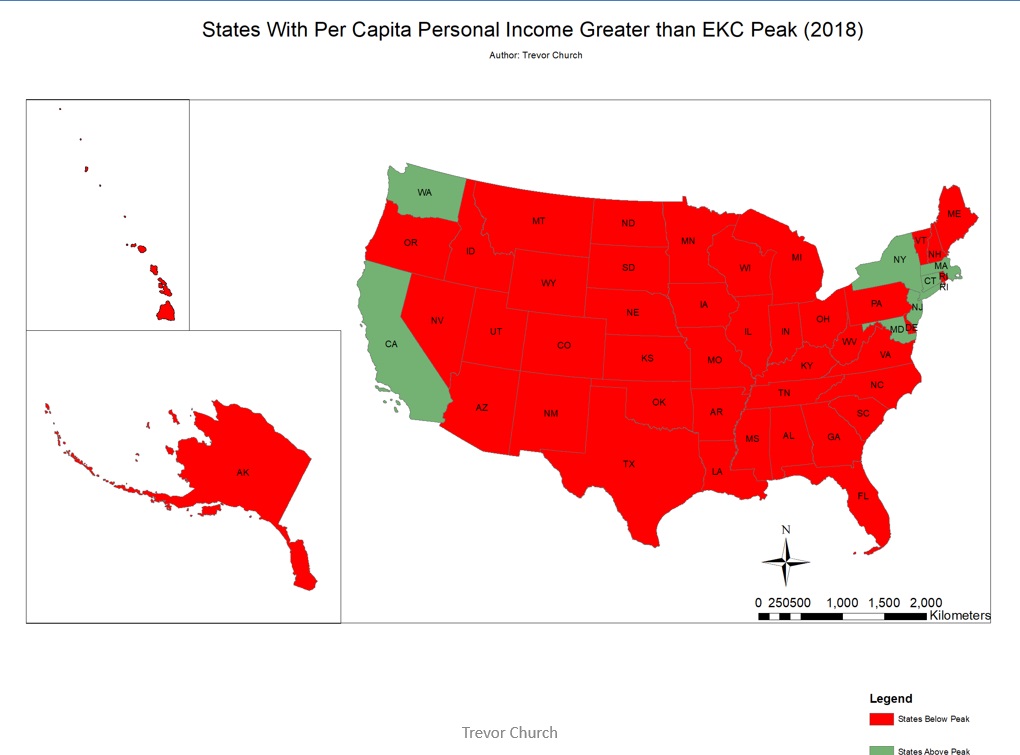 States With Per Capita Personal Income Greater than EKC Peak (2018)
Author: Trevor Church
WA
MT
ND
MN
ME
VT
NH
OR
ID
SD
WI
MI
NY
MA
CT
RI
WY
IA
NE
PA
NJ
NV
UT
CO
IL
IN
OH
MD
DE
CA
WV
KS
MO
KY
VA
AZ
NM
OK
AR
TN
NC
SC
MS
AL
GA
TX
LA
AK
FL
N
0 250500 1,000 1,500 2,000
Kilometers
Legend
States Below Peak
States Above Peak
Trevor Church